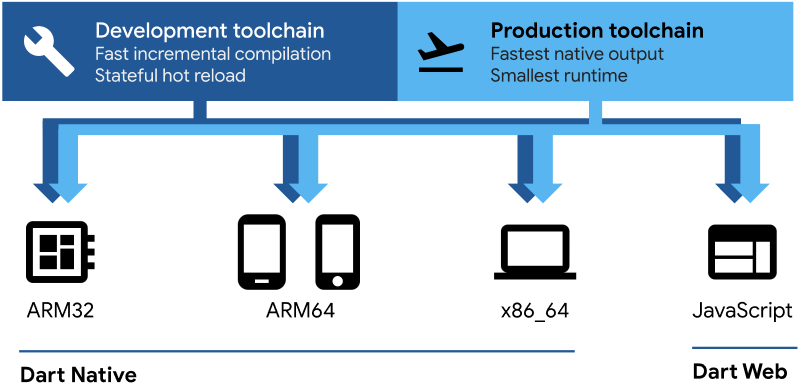 Development toolchain
Fast incremental compilation
Stateful hot reload
Production toolchain
Fastest native output
Smallest runtime
ARM32
ARM64
x86_64
JavaScript
Dart Native
Dart Web